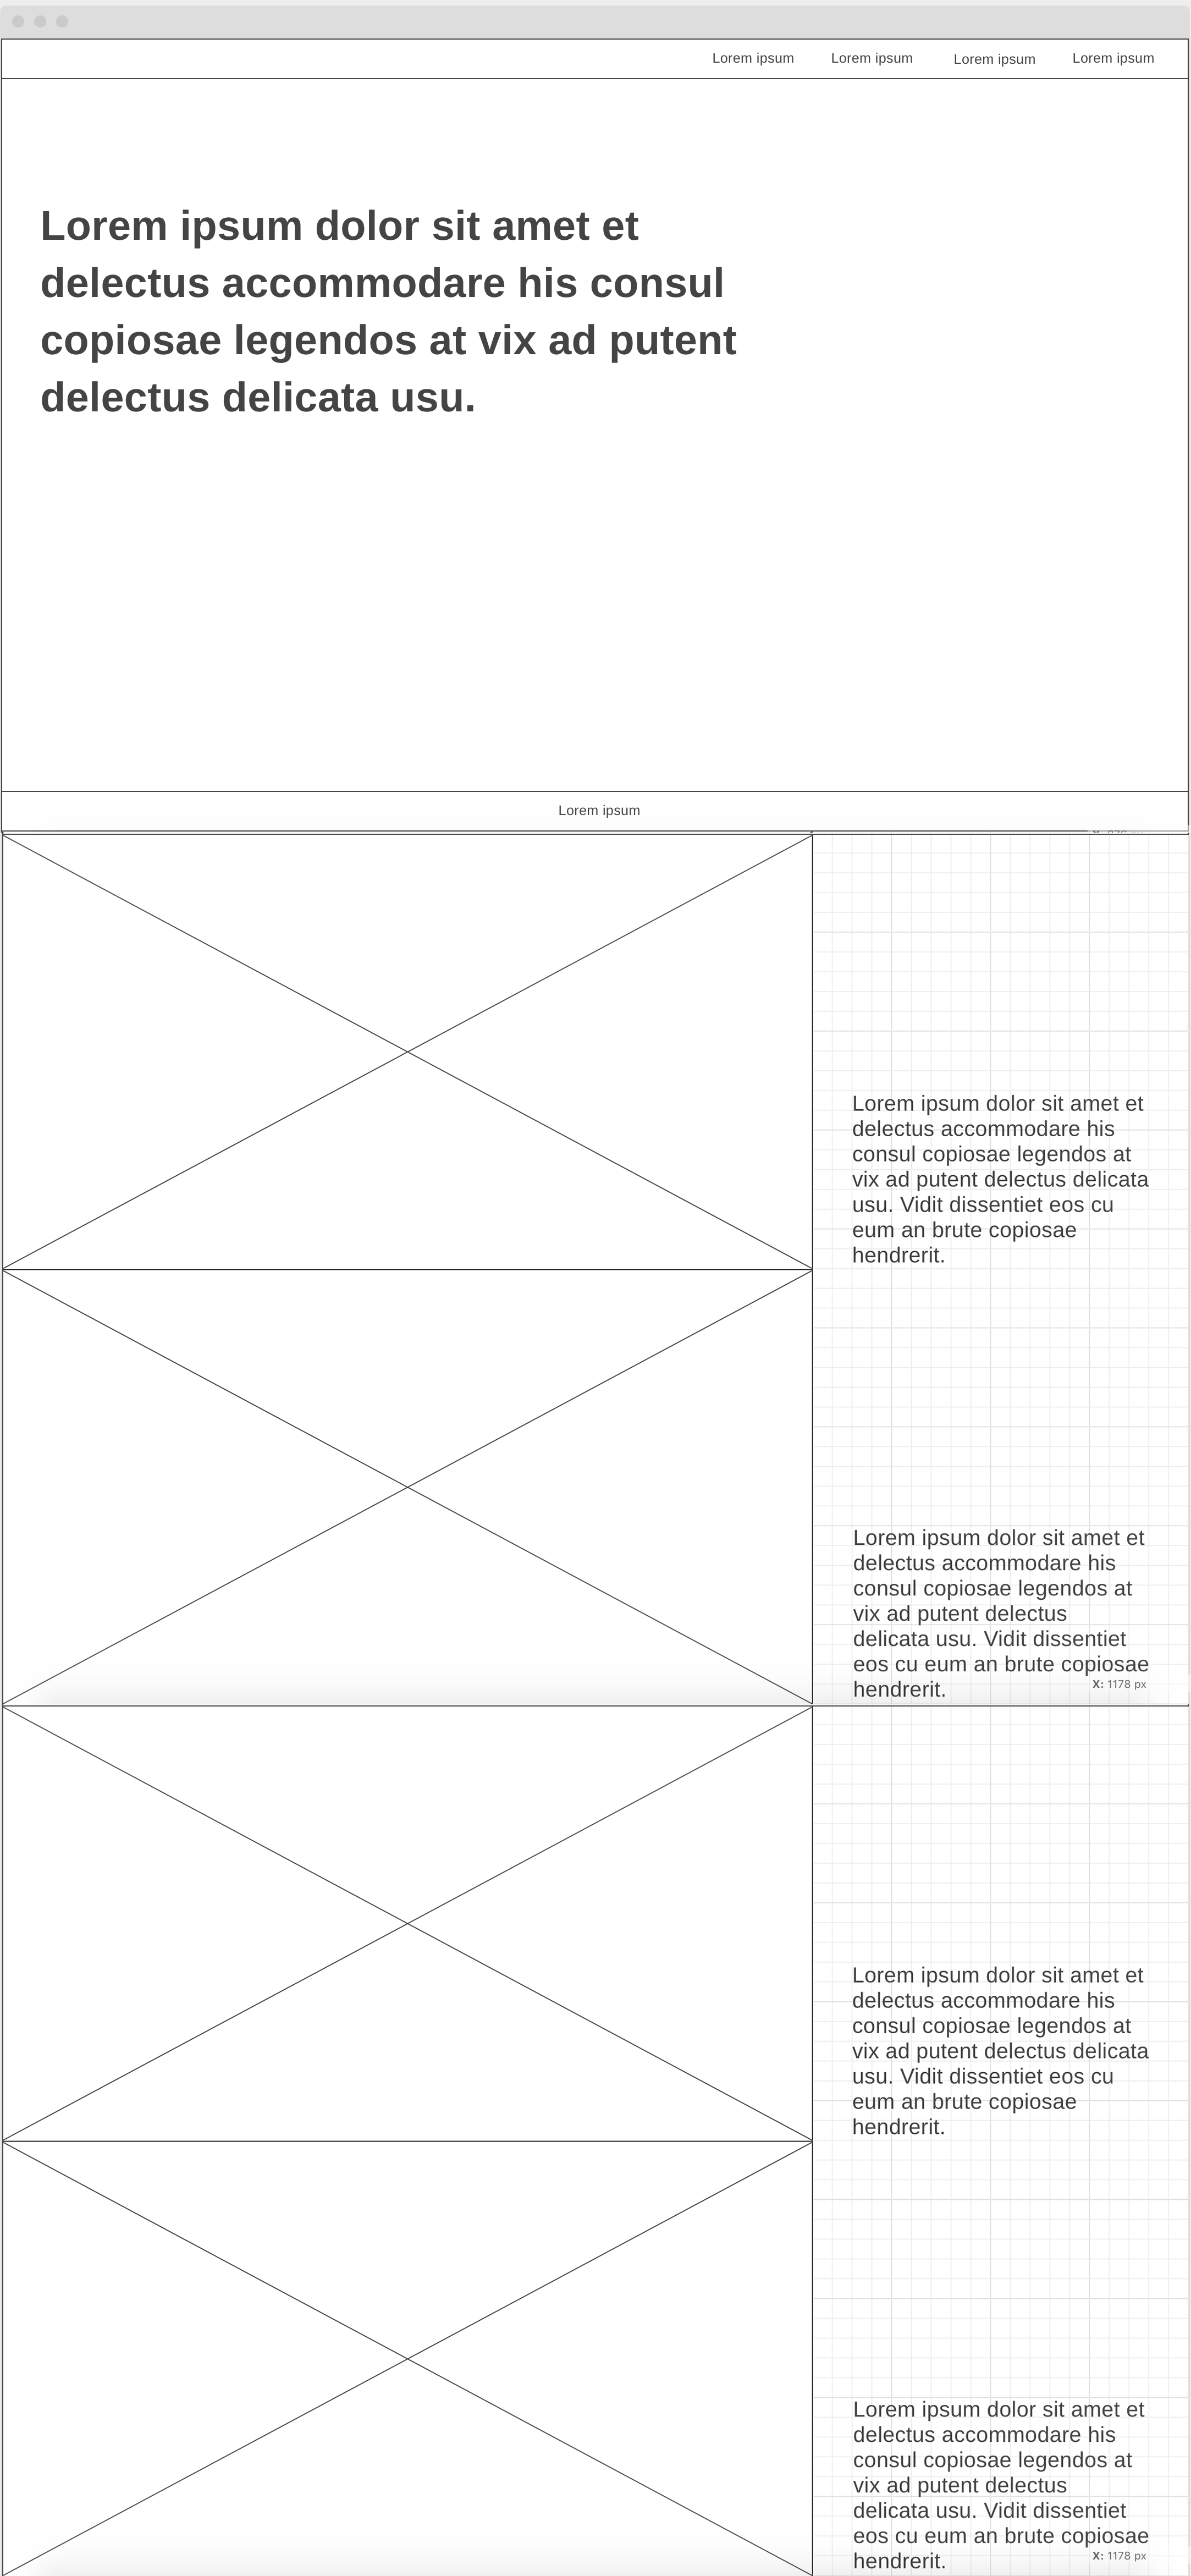 Lorem ipsum Lorem ipsum Lorem ipsum Lorem ipsum
Lorem ipsum dolor sit amet et
delectus accommodare his consul
copiosae legendos at vix ad putent
delectus delicata usu.
Lorem ipsum
Lorem ipsum dolor sit amet et
delectus accommodare his
consul copiosae legendos at
vix ad putent delectus delicata
usu. Vidit dissentiet eos cu
eum an brute copiosae
hendrerit.
Lorem ipsum dolor sit amet et
delectus accommodare his
consul copiosae legendos at
vix ad putent delectus
delicata usu. Vidit dissentiet
eos cu eum an brute copiosae
hendrerit.
X: 1178 px
Lorem ipsum dolor sit amet et
delectus accommodare his
consul copiosae legendos at
vix ad putent delectus delicata
usu. Vidit dissentiet eos cu
eum an brute copiosae
hendrerit.
Lorem ipsum dolor sit amet et
delectus accommodare his
consul copiosae legendos at
vix ad putent delectus
delicata usu. Vidit dissentiet
eos cu eum an brute copiosae
hendrerit.
X: 1178 px